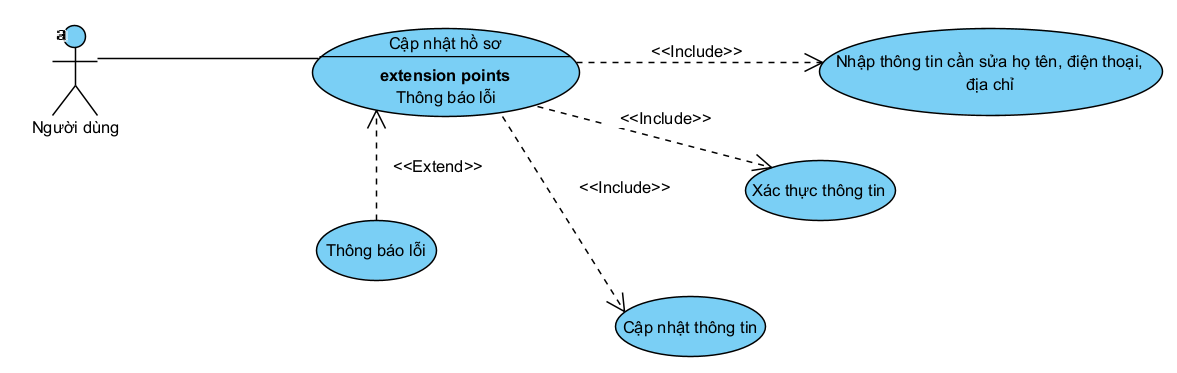 a
Người dùng
Cập nhật hồ sơ
extension points
Thông báo lỗi
<<Include>>
Nhập thông tin cần sửa họ tên, điện thoại,
địa chỉ
<<Include>>
Xác thực thông tin
<<Extend>>
<<Include>>
Thông báo lỗi
Cập nhật thông tin